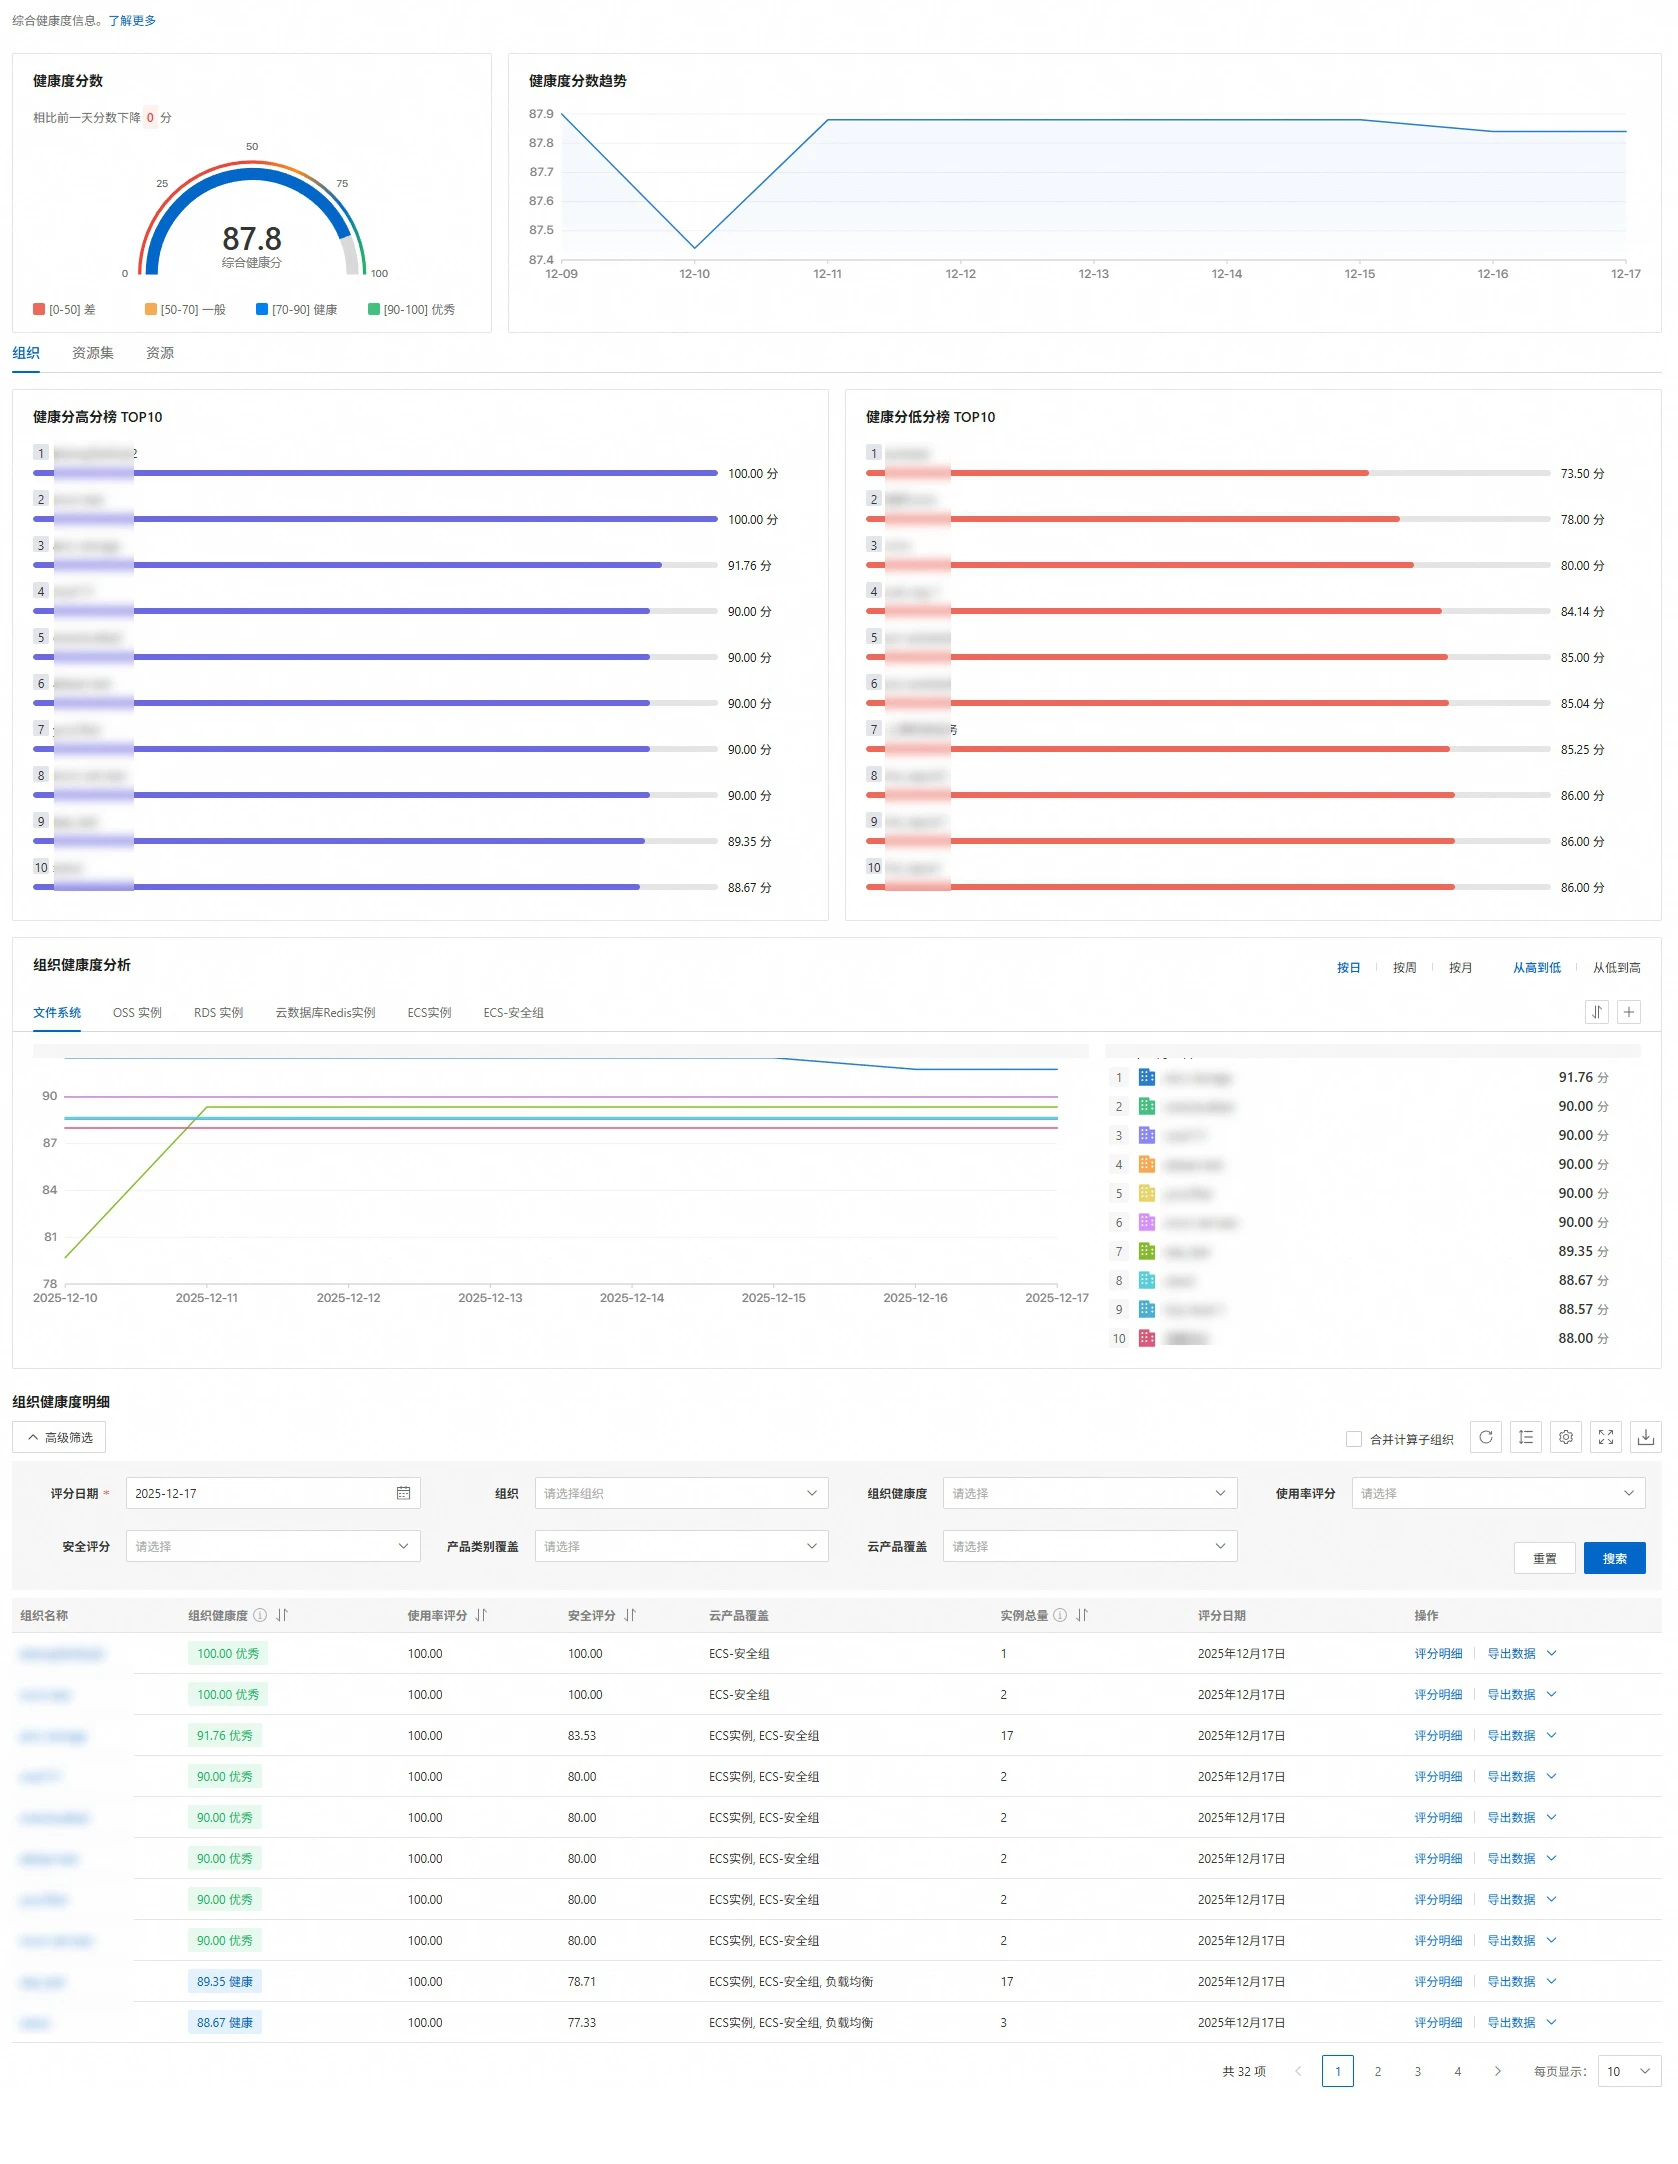 综合健康度信息。了解更多
健康度分数
相比前一天分数下降 0 分
50
25
75
87.8
综合健康分
0
100
[0-50] 差
[50-70] 一般
[70-90] 健康
[90-100] 优秀
健康度分数趋势
87.9
87.8
87.7
87.6
87.5
87.4
12-09 12-10 12-11 12-12 12-13 12-14 12-15 12-16 12-17
组织 资源集 资源
健康分高分榜 TOP10
1
2
100.00 分
2
100.00 分
3
91.76 分
4
90.00 分
5
90.00 分
6
90.00 分
7
90.00 分
8
90.00 分
9
89.35 分
10
88.67 分
健康分低分榜 TOP10
1
73.50 分
2
78.00 分
3
80.00 分
4
84.14 分
5
85.00 分
6
85.04 分
7
务
85.25 分
8
86.00 分
9
86.00 分
10
86.00 分
组织健康度分析
按日 按周 按月 从高到低 从低到高
文件系统 OSS 实例 RDS 实例 云数据库Redis实例 ECS实例 ECS-安全组
90
87
84
81
78
2025-12-10 2025-12-11 2025-12-12 2025-12-13 2025-12-14 2025-12-15 2025-12-16 2025-12-17
1 91.76 分
2 90.00 分
3 90.00 分
4 90.00 分
5 90.00 分
6 90.00 分
7 89.35 分
8 88.67 分
9 88.57 分
10 88.00 分
组织健康度明细
高级筛选
合并计算子组织
评分日期 * 2025-12-17 组织 请选择组织 组织健康度 请选择 使用率评分 请选择
安全评分 请选择 产品类别覆盖 请选择 云产品覆盖 请选择
重置 搜索
组织名称 组织健康度 使用率评分 安全评分 云产品覆盖 实例总量 评分日期 操作
100.00 优秀 100.00 100.00 ECS-安全组 1 2025年12月17日 评分明细 导出数据
100.00 优秀 100.00 100.00 ECS-安全组 2 2025年12月17日 评分明细 导出数据
91.76 优秀 100.00 83.53 ECS实例, ECS-安全组 17 2025年12月17日 评分明细 导出数据
90.00 优秀 100.00 80.00 ECS实例, ECS-安全组 2 2025年12月17日 评分明细 导出数据
90.00 优秀 100.00 80.00 ECS实例, ECS-安全组 2 2025年12月17日 评分明细 导出数据
90.00 优秀 100.00 80.00 ECS实例, ECS-安全组 2 2025年12月17日 评分明细 导出数据
90.00 优秀 100.00 80.00 ECS实例, ECS-安全组 2 2025年12月17日 评分明细 导出数据
90.00 优秀 100.00 80.00 ECS实例, ECS-安全组 2 2025年12月17日 评分明细 导出数据
89.35 健康 100.00 78.71 ECS实例, ECS-安全组, 负载均衡 17 2025年12月17日 评分明细 导出数据
88.67 健康 100.00 77.33 ECS实例, ECS-安全组, 负载均衡 3 2025年12月17日 评分明细 导出数据
共 32 项 1 2 3 4 每页显示: 10